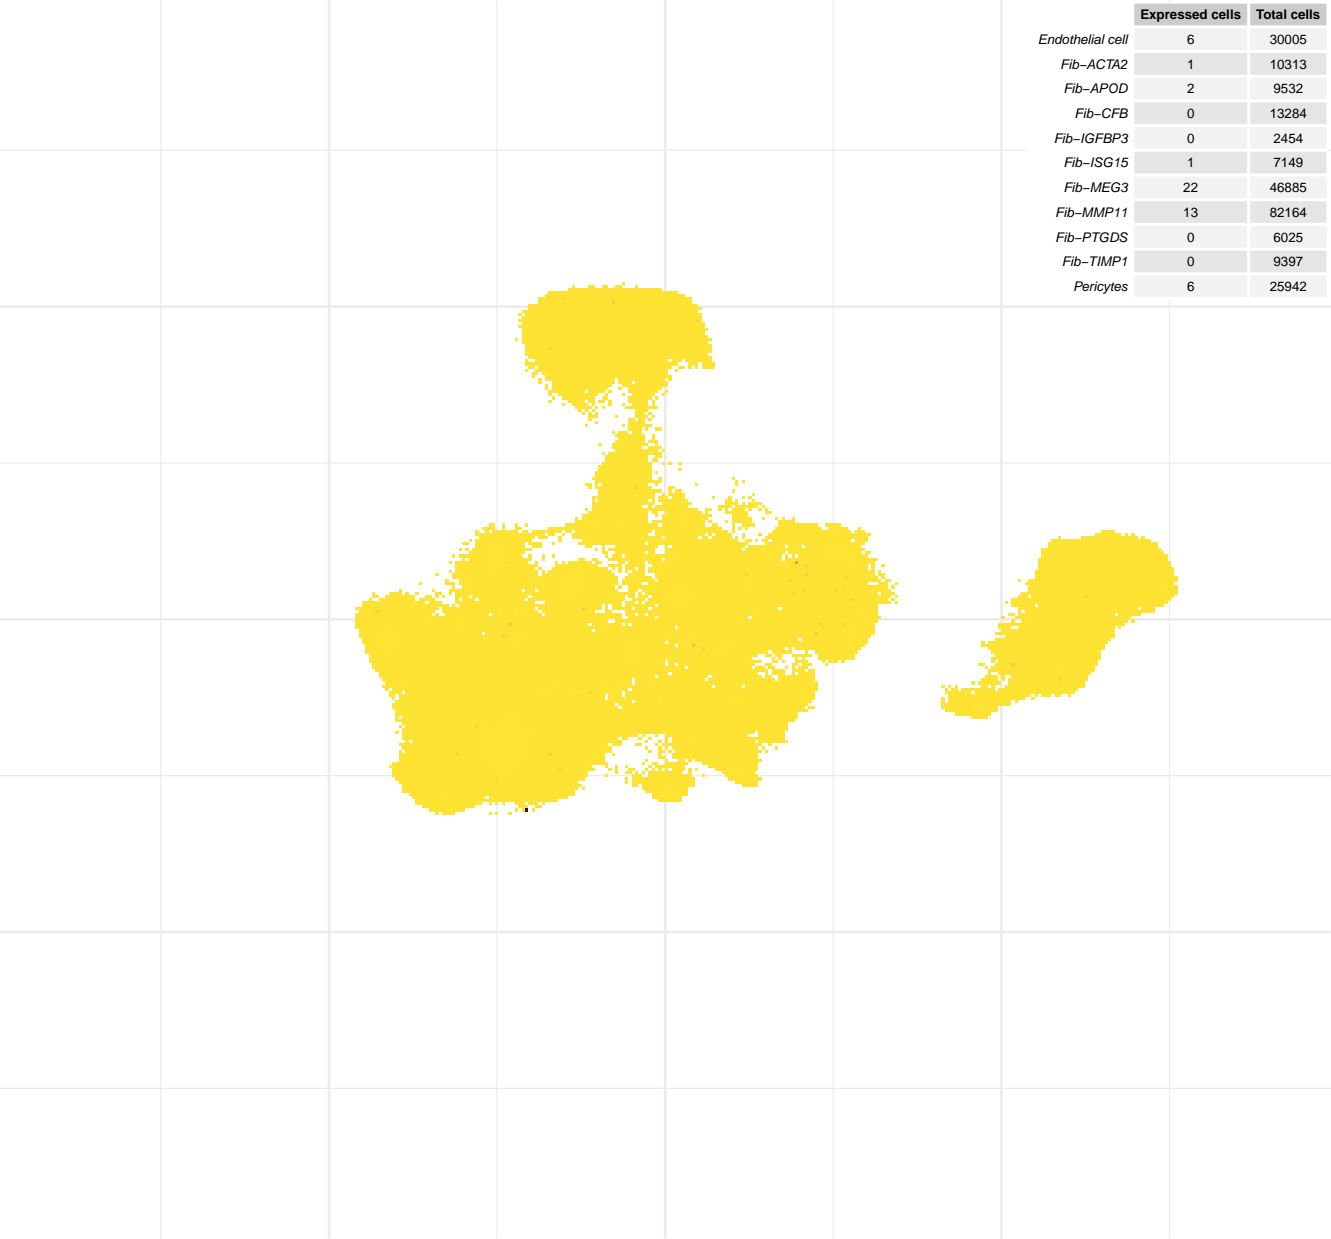 Expressed cells Total cells
Endothelial cell 6 30005
Fib−ACTA2 1 10313
Fib−APOD 2 9532
Fib−CFB 0 13284
Fib−IGFBP3 0 2454
Fib−ISG15 1 7149
Fib−MEG3 22 46885
Fib−MMP11 13 82164
Fib−PTGDS 0 6025
Fib−TIMP1 0 9397
Pericytes 6 25942